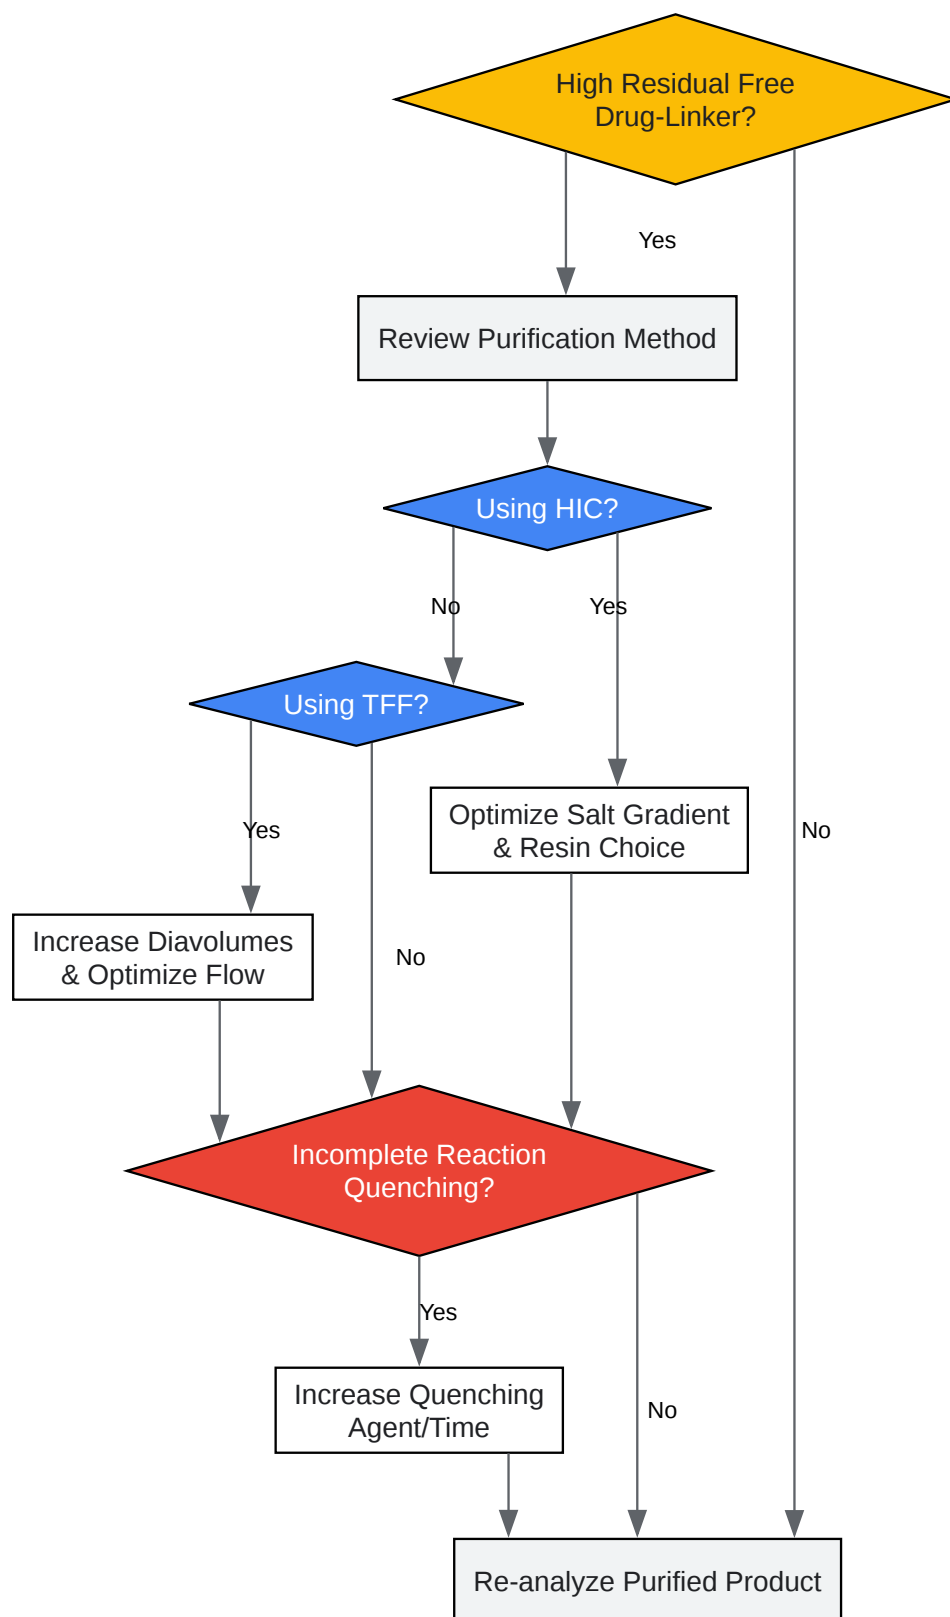 High Residual Free
Drug-Linker?
Yes
Review Purification Method
Using HIC?
No
Yes
Using TFF?
Optimize Salt Gradient
& Resin Choice
Yes
No
Increase Diavolumes
& Optimize Flow
No
Incomplete Reaction
Quenching?
Yes
Increase Quenching
Agent/Time
No
Re-analyze Purified Product